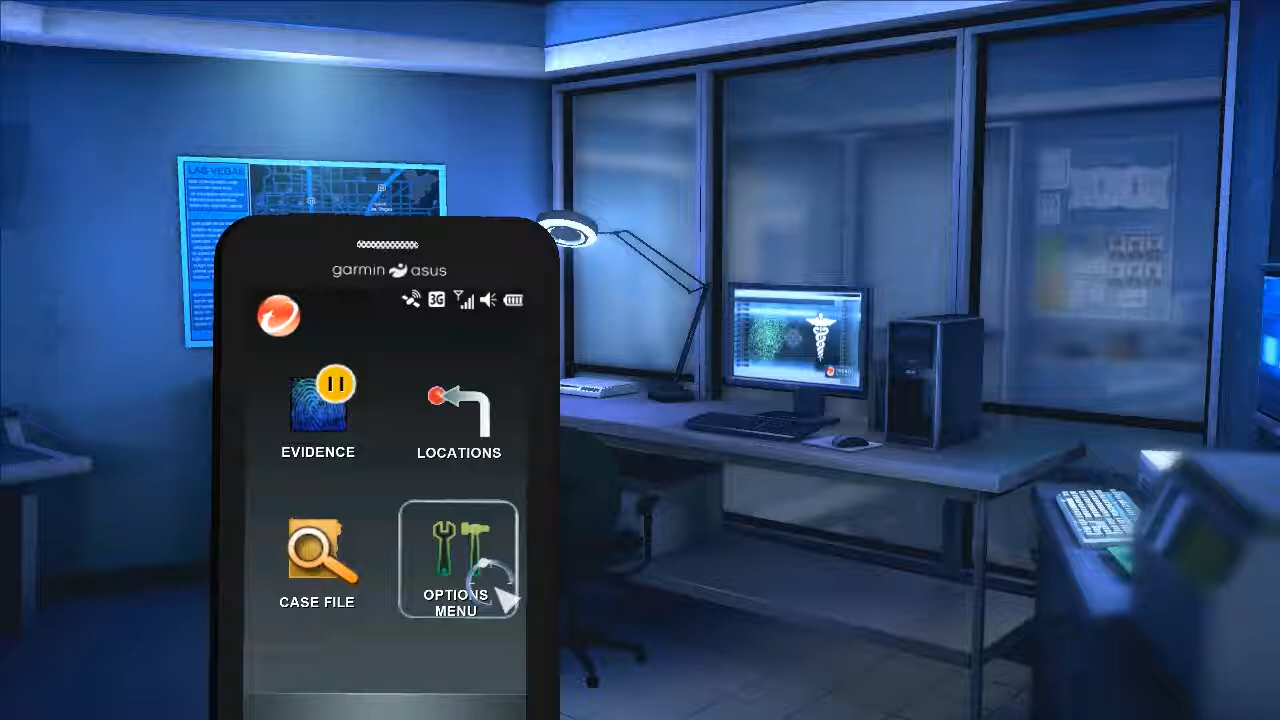 LAS VEGAS
garmin asus
3G
EVIDENCE
LOCATIONS
CASE FILE
OPTIONS
MENU